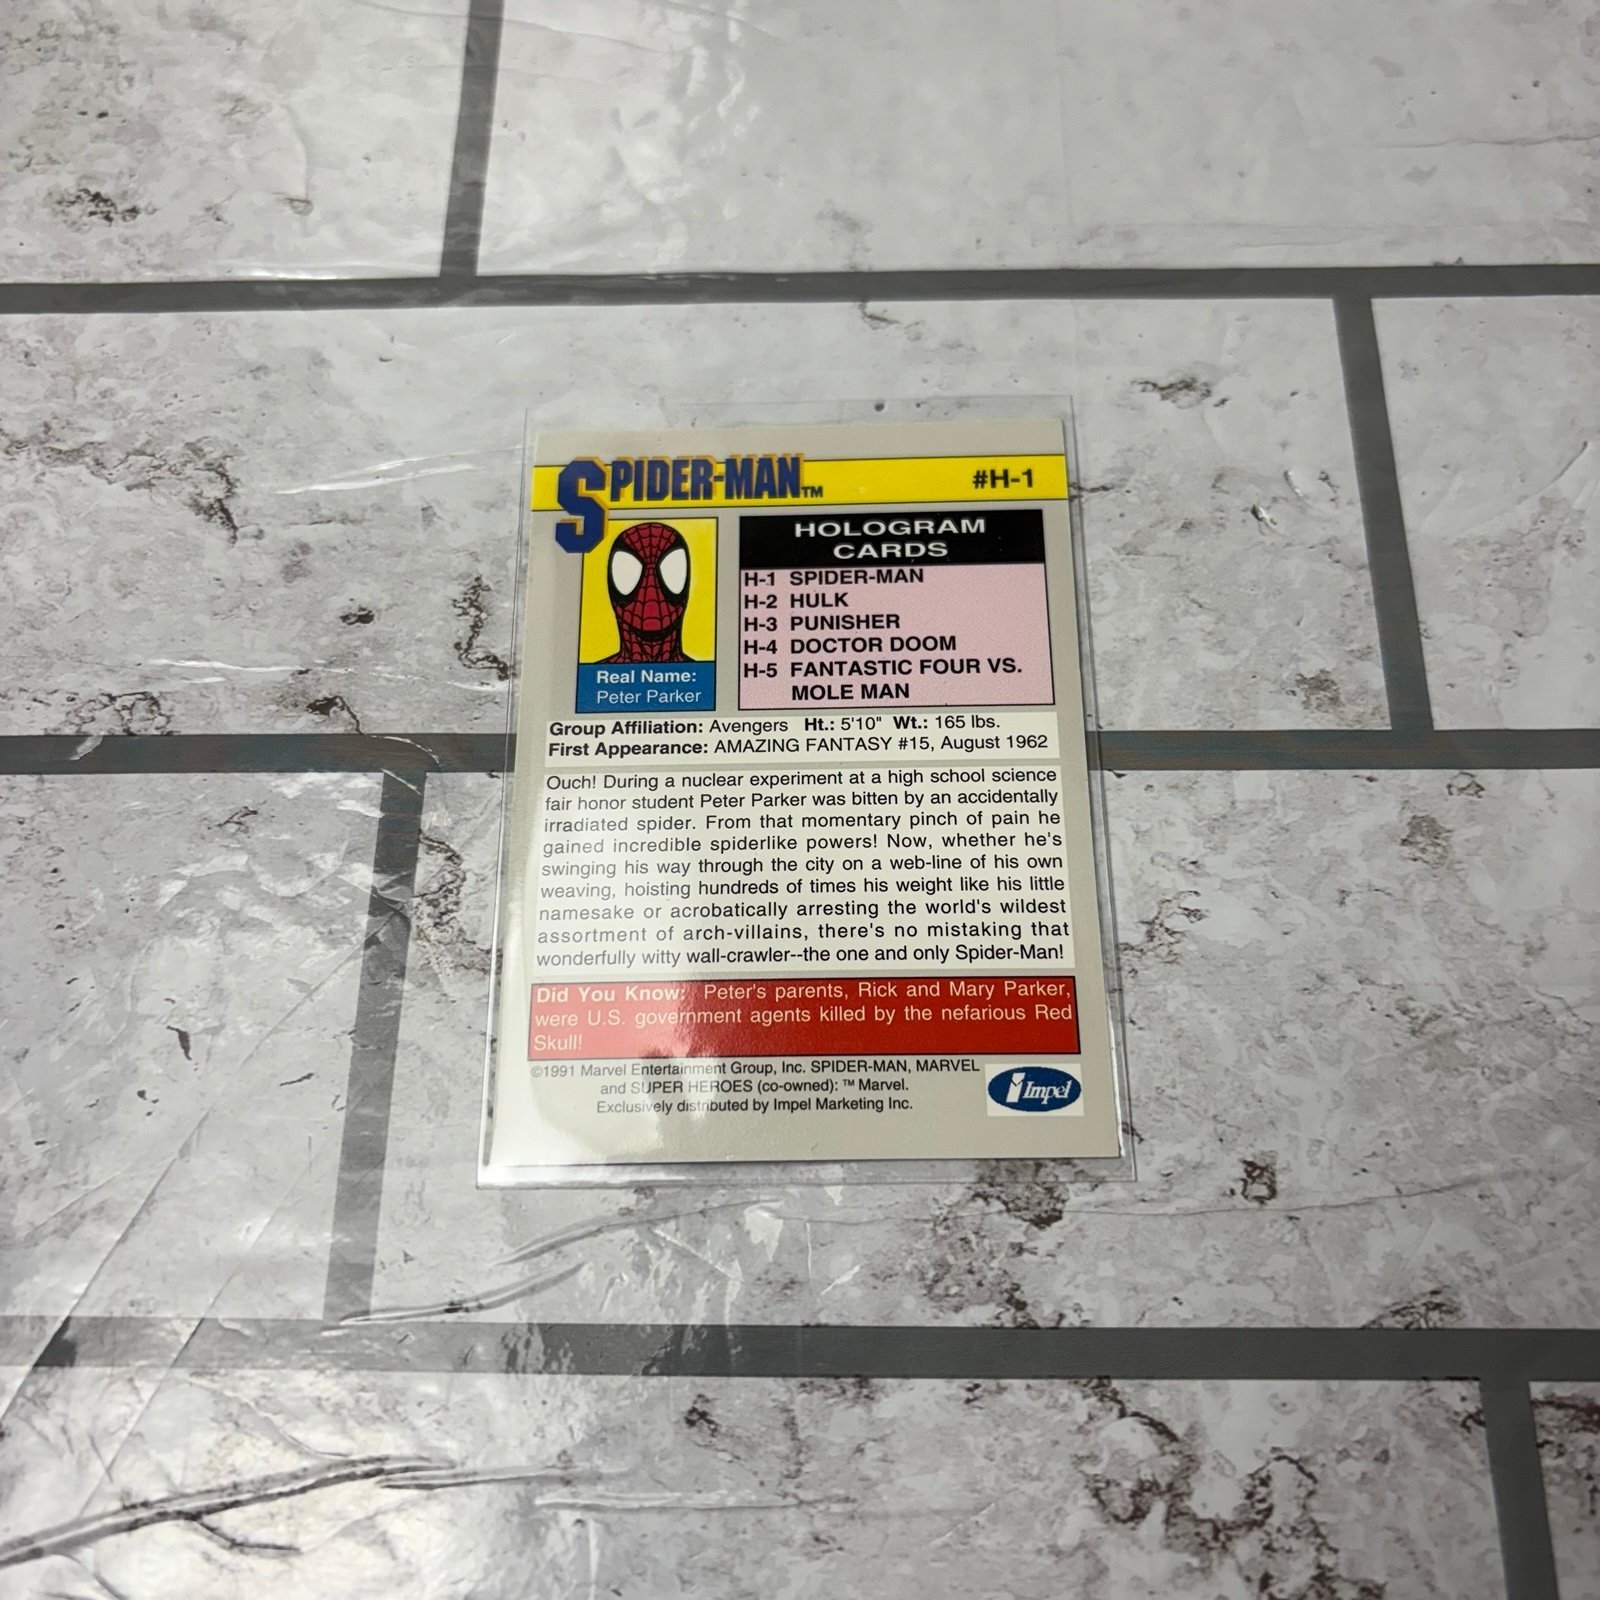 SPIDER-MAN™ #H-1
HOLOGRAM
CARDS
H-1 SPIDER-MAN
H-2 HULK
H-3 PUNISHER
H-4 DOCTOR DOOM
H-5 FANTASTIC FOUR VS.
MOLE MAN
Real Name:
Peter Parker
Group Affiliation: Avengers Ht.: 5'10" Wt.: 165 lbs.
First Appearance: AMAZING FANTASY #15, August 1962
Ouch! During a nuclear experiment at a high school science
fair honor student Peter Parker was bitten by an accidentally
irradiated spider. From that momentary pinch of pain he
gained incredible spiderlike powers! Now, whether he's
swinging his way through the city on a web-line of his own
weaving, hoisting hundreds of times his weight like his little
namesake or acrobatically arresting the world's wildest
assortment of arch-villains, there's no mistaking that
wonderfully witty wall-crawler--the one and only Spider-Man!
Did You Know: Peter's parents, Rick and Mary Parker,
were U.S. government agents killed by the nefarious Red
Skull!
©1991 Marvel Entertainment Group, Inc. SPIDER-MAN, MARVEL
and SUPER HEROES (co-owned): ™ Marvel.
Exclusively distributed by Impel Marketing Inc.
Impel